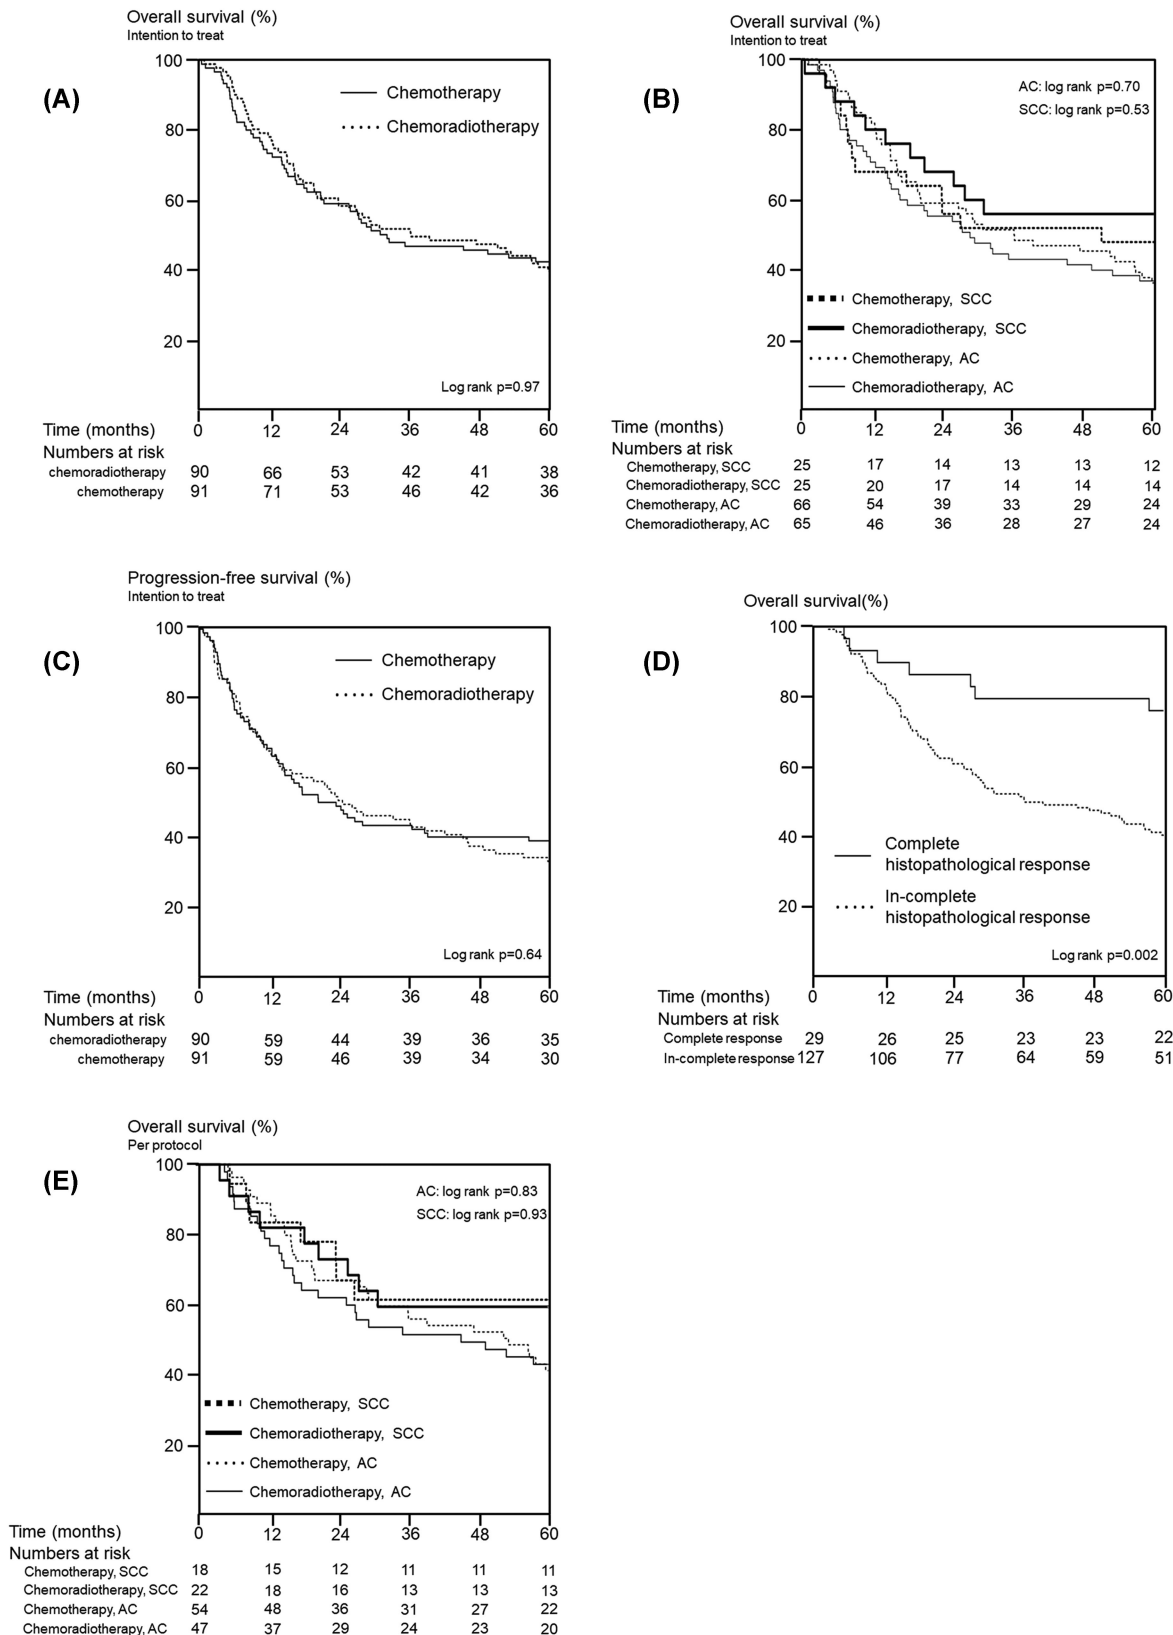 (A)
Overall survival (%)
Intention to treat
100
80
60
40
20
Chemotherapy
Chemoradiotherapy
Log rank p=0.97
Time (months) 0 12 24 36 48 60
Numbers at risk
chemoradiotherapy 90 66 53 42 41 38
chemotherapy 91 71 53 46 42 36
(B)
Overall survival (%)
Intention to treat
100
80
60
40
20
AC: log rank p=0.70
SCC: log rank p=0.53
Chemotherapy, SCC
Chemoradiotherapy, SCC
Chemotherapy, AC
Chemoradiotherapy, AC
Time (months) 0 12 24 36 48 60
Numbers at risk
Chemotherapy, SCC 25 17 14 13 13 12
Chemoradiotherapy, SCC 25 20 17 14 14 14
Chemotherapy, AC 66 54 39 33 29 24
Chemoradiotherapy, AC 65 46 36 28 27 24
(C)
Progression-free survival (%)
Intention to treat
100
80
60
40
20
Chemotherapy
Chemoradiotherapy
Log rank p=0.64
Time (months) 0 12 24 36 48 60
Numbers at risk
chemoradiotherapy 90 59 44 39 36 35
chemotherapy 91 59 46 39 34 30
(D)
Overall survival(%)
100
80
60
40
20
Complete
histopathological response
In-complete
histopathological response
Log rank p=0.002
Time (months) 0 12 24 36 48 60
Numbers at risk
Complete response 29 26 25 23 23 22
In-complete response 127 106 77 64 59 51
(E)
Overall survival (%)
Per protocol
100
80
60
40
20
AC: log rank p=0.83
SCC: log rank p=0.93
Chemotherapy, SCC
Chemoradiotherapy, SCC
Chemotherapy, AC
Chemoradiotherapy, AC
Time (months) 0 12 24 36 48 60
Numbers at risk
Chemotherapy, SCC 18 15 12 11 11 11
Chemoradiotherapy, SCC 22 18 16 13 13 13
Chemotherapy, AC 54 48 36 31 27 22
Chemoradiotherapy, AC 47 37 29 24 23 20